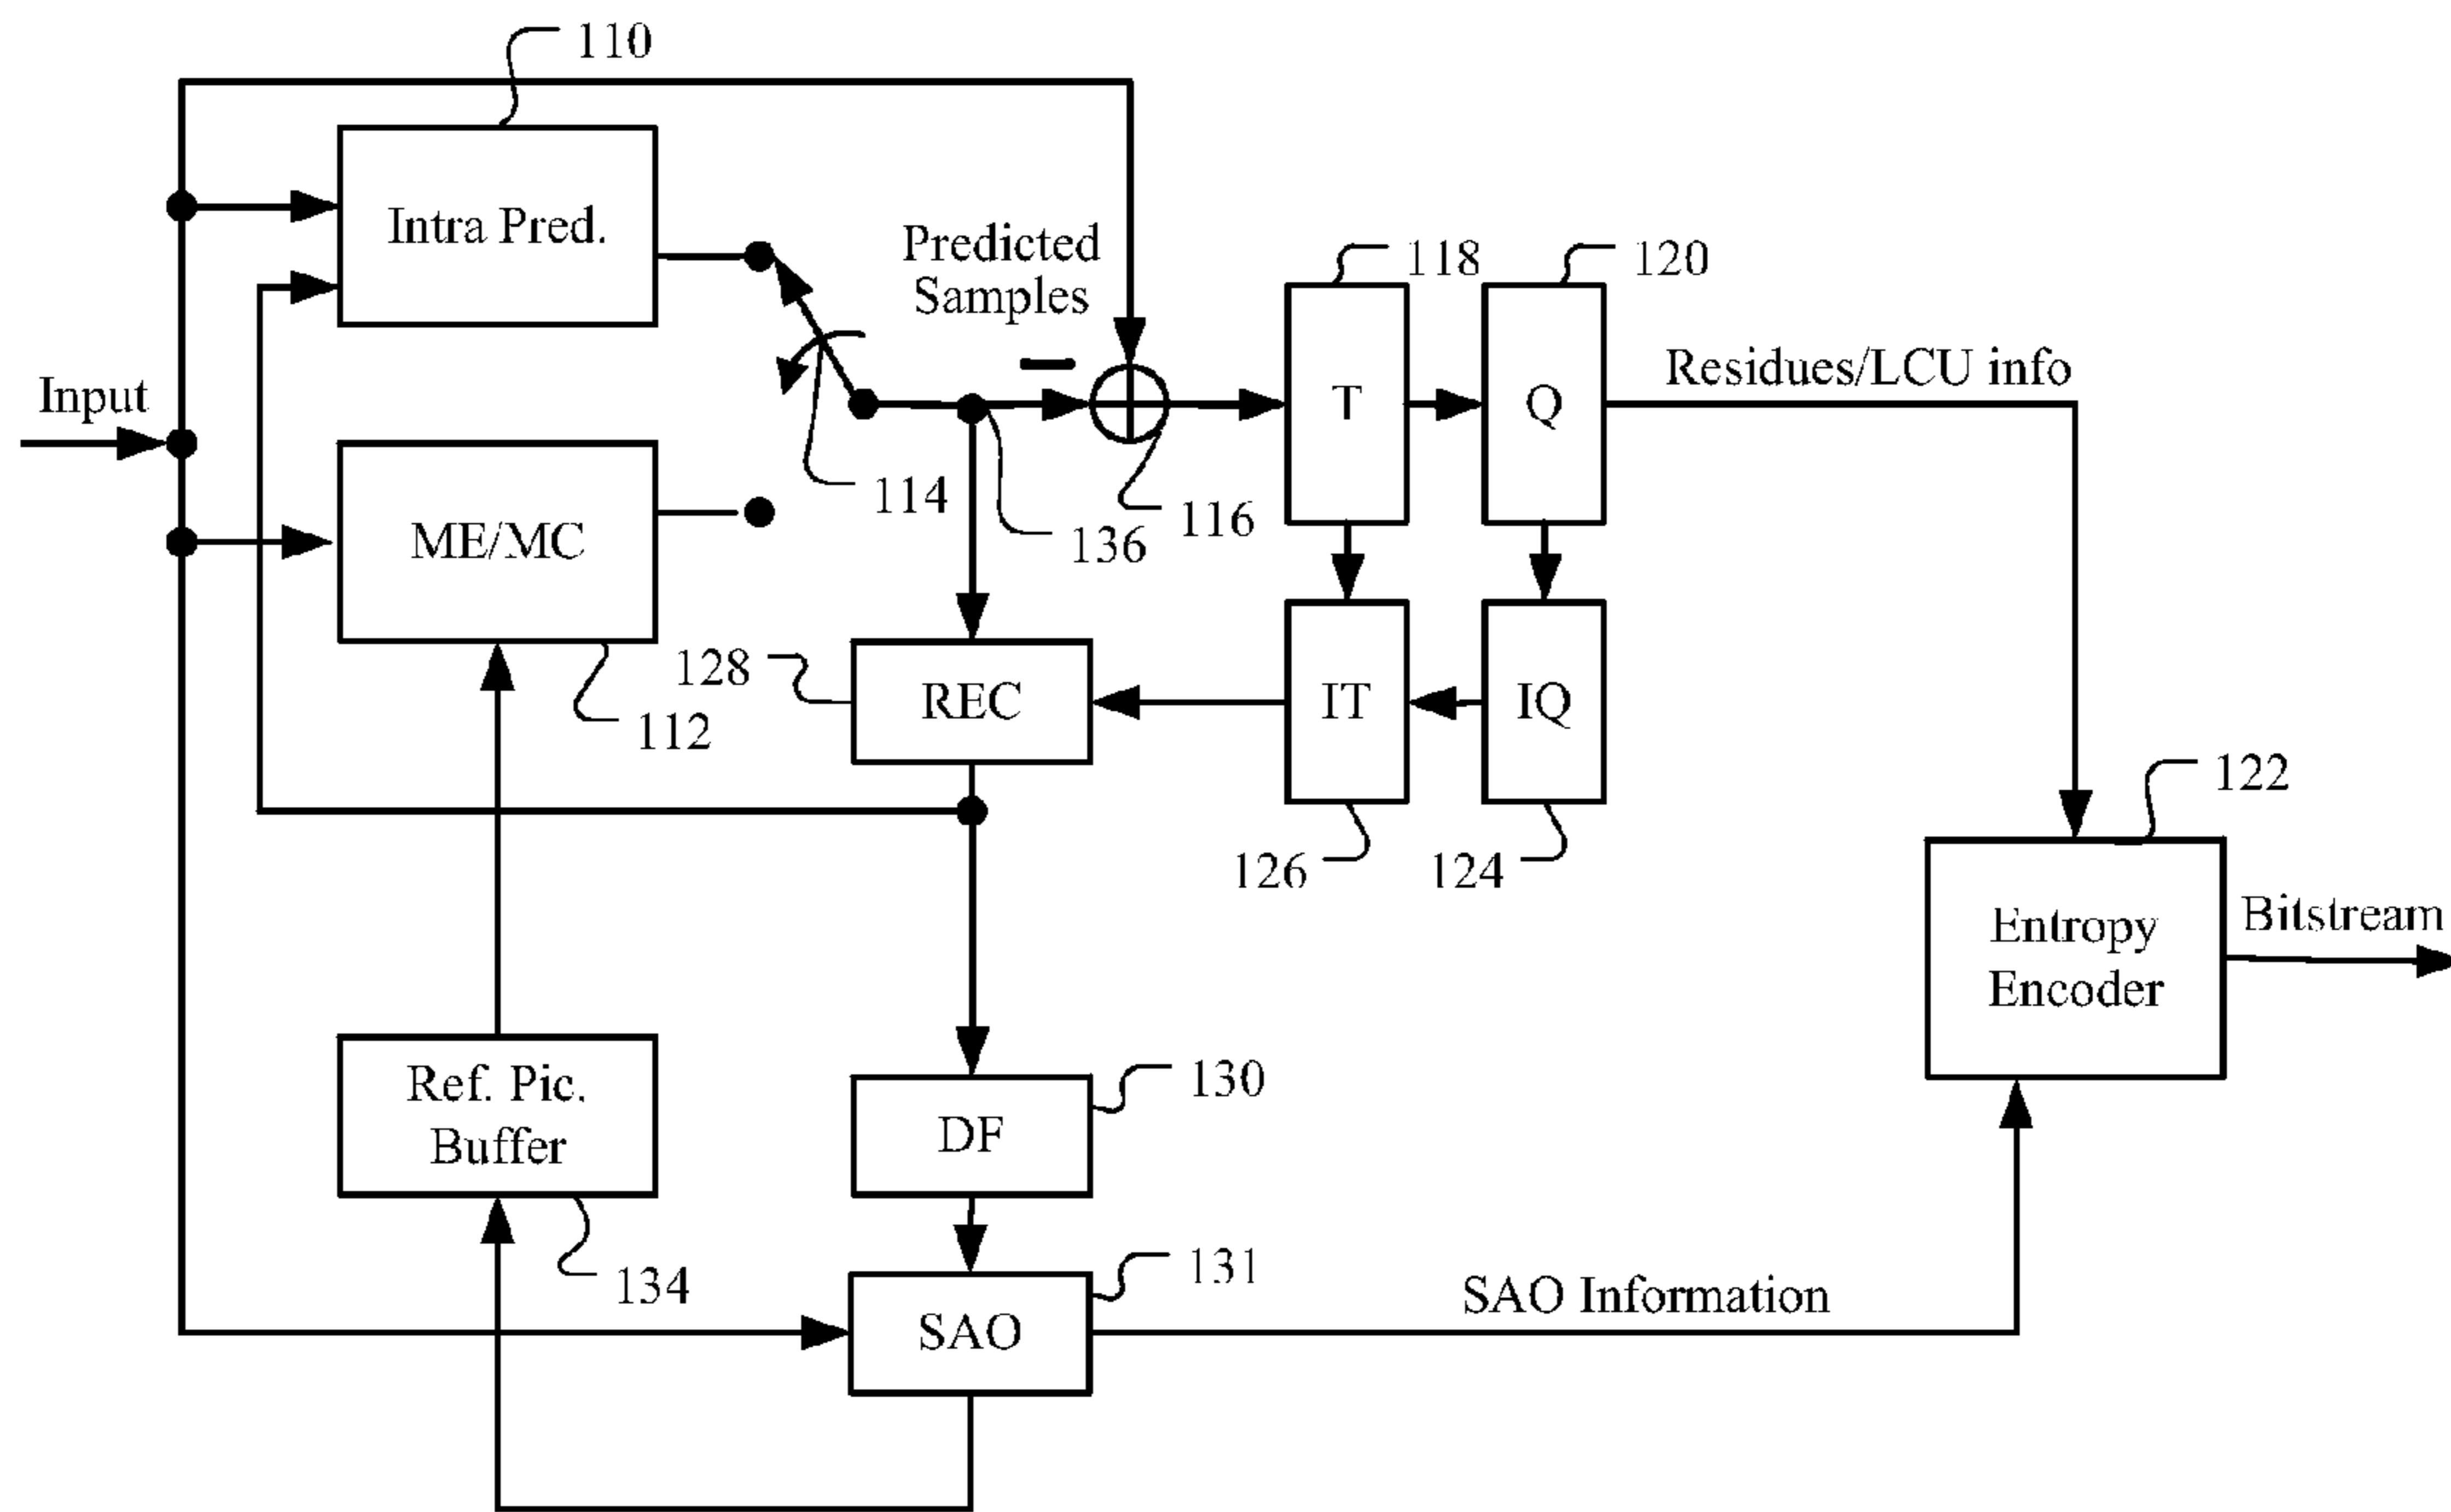 110
Intra Pred.
Predicted
Samples
118
120
Input
T
Q
Residues/LCU info
114
116
136
ME/MC
128
REC
IT
IQ
112
122
126
124
Entropy
Encoder
Bitstream
Ref. Pic.
Buffer
130
DF
134
131
SAO
SAO Information